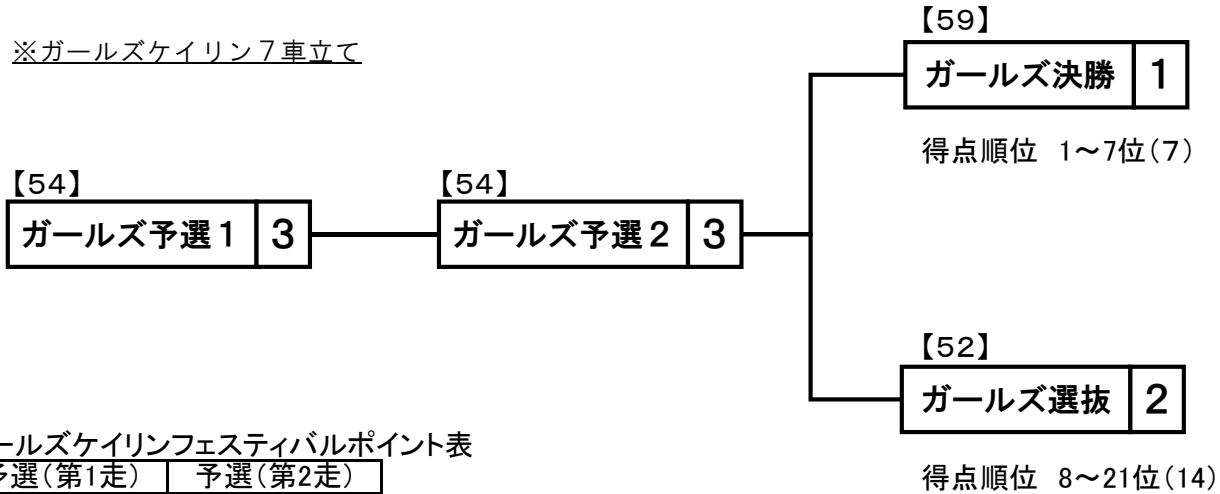 ※ガールズケイリン７車立て
【59】
ガールズ決勝 1
得点順位 1～7位(7)
【54】
ガールズ予選１ 3
【54】
ガールズ予選２ 3
【52】
ガールズ選抜 2
得点順位 8～21位(14)
ールズケイリンフェスティバルポイント表
予選(第1走) 予選(第2走)